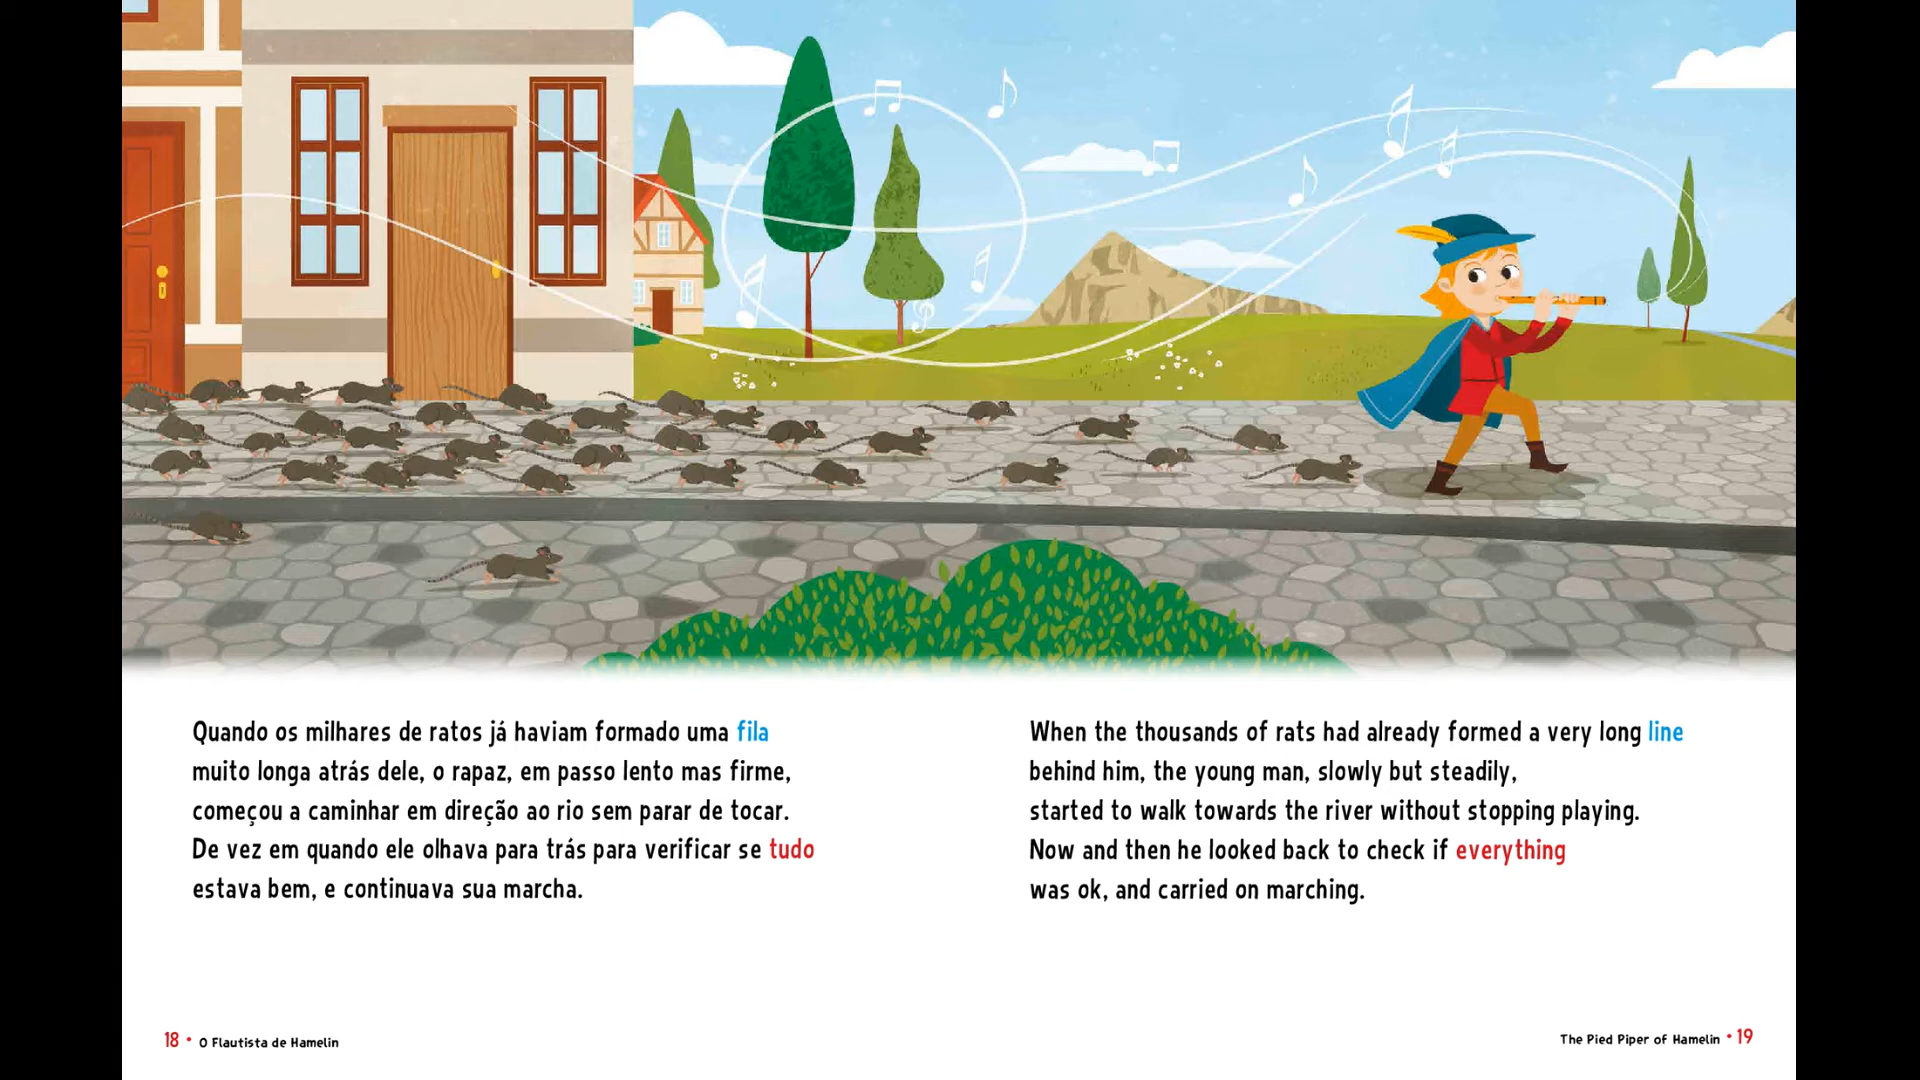 Quando os milhares de ratos já haviam formado uma fila
muito longa atrás dele, o rapaz, em passo lento mas firme,
começou a caminhar em direção ao rio sem parar de tocar.
De vez em quando ele olhava para trás para verificar se tudo
estava bem, e continuava sua marcha.
When the thousands of rats had already formed a very long line
behind him, the young man, slowly but steadily,
started to walk towards the river without stopping playing.
Now and then he looked back to check if everything
was ok, and carried on marching.
18 • O Flautista de Hamelin
The Pied Piper of Hamelin • 19